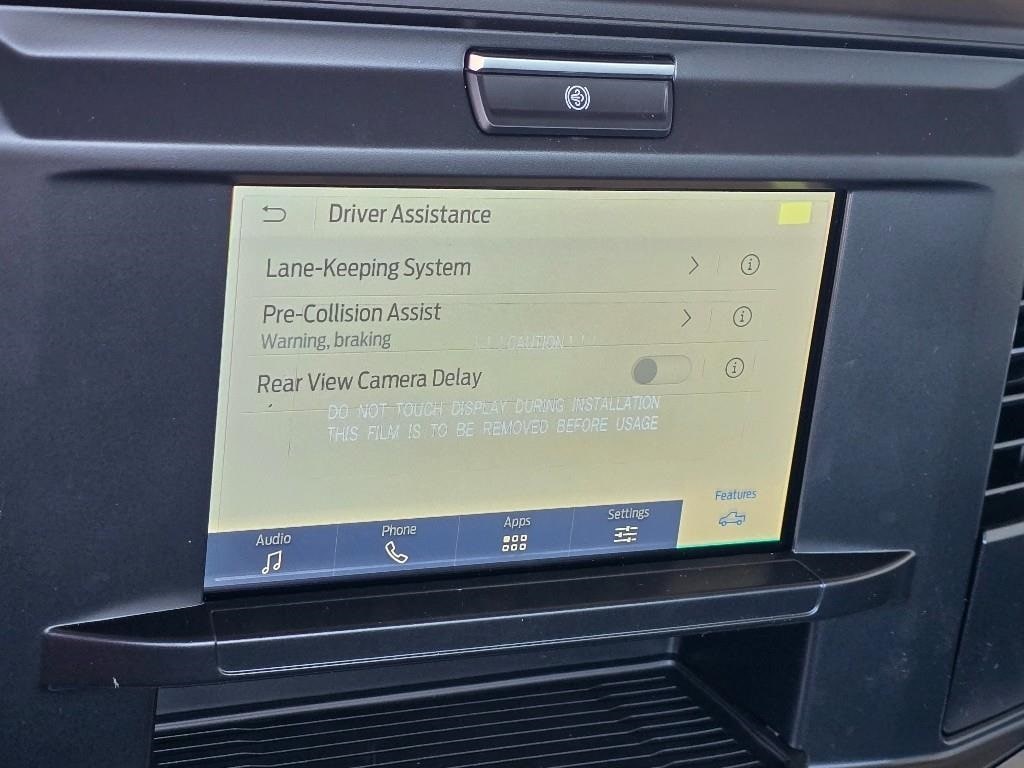 Driver Assistance
Lane-Keeping System
Pre-Collision Assist
Warning, braking
! ! ! CAUTION ! ! !
Rear View Camera Delay
DO NOT TOUCH DISPLAY DURING INSTALLATION
THIS FILM IS TO BE REMOVED BEFORE USAGE
Audio
Phone
Apps
Settings
Features